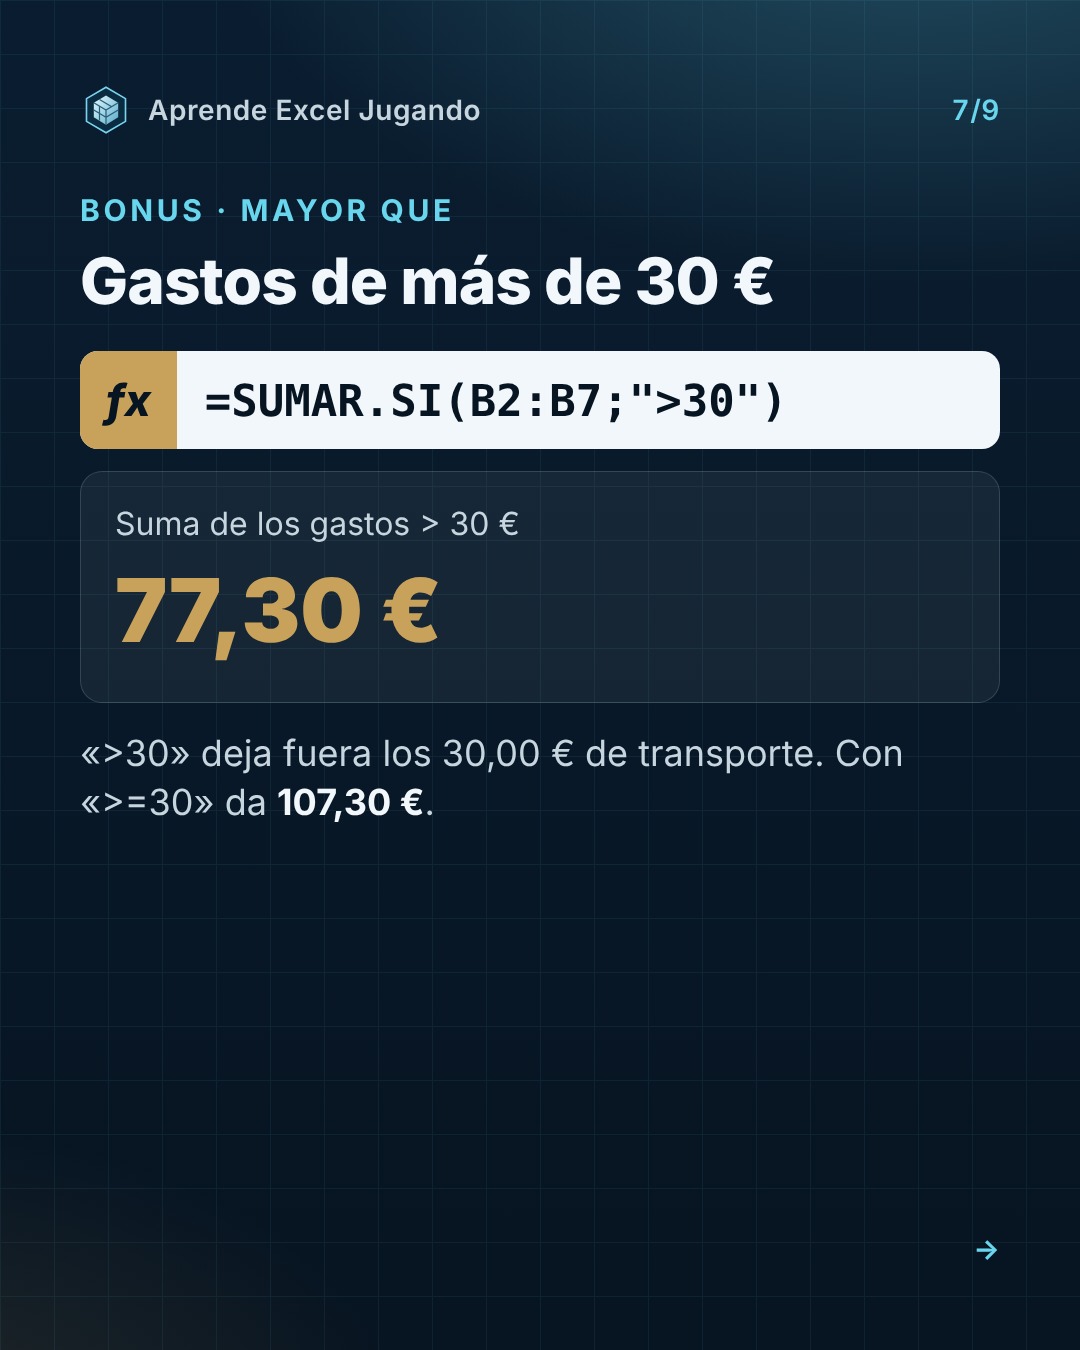 Aprende Excel Jugando
7/9
BONUS · MAYOR QUE
Gastos de más de 30 €
fx =SUMAR.SI(B2:B7;">30")
Suma de los gastos > 30 €
77,30 €
«>30» deja fuera los 30,00 € de transporte. Con
«>=30» da 107,30 €.
→